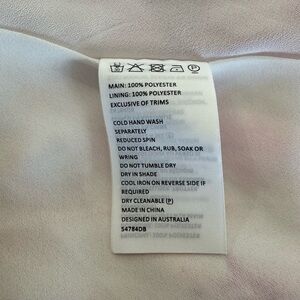 MAIN: 100% POLYESTER
LINING: 100% POLYESTER
EXCLUSIVE OF TRIMS
COLD HAND WASH
SEPARATELY
REDUCED SPIN
DO NOT BLEACH, RUB, SOAK OR
WRING
DO NOT TUMBLE DRY
DRY IN SHADE
COOL IRON ON REVERSE SIDE IF
REQUIRED
DRY CLEANABLE Ⓟ
MADE IN CHINA
DESIGNED IN AUSTRALIA
S4784DB